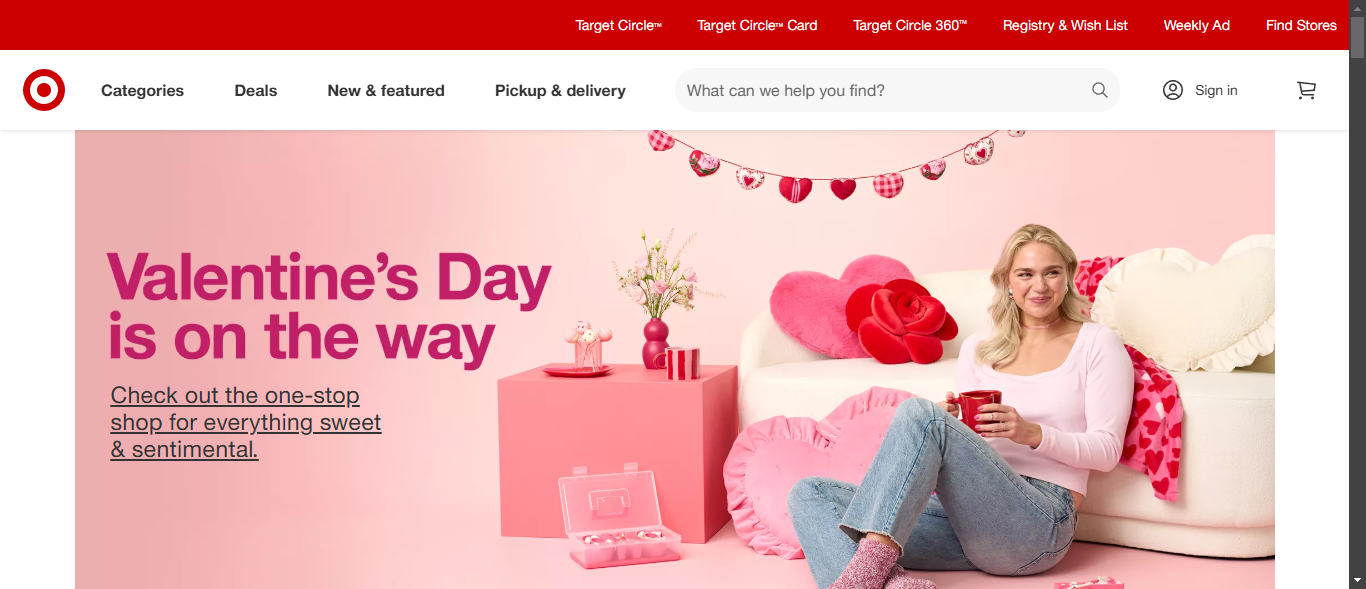 Target Circle™
Target Circle™ Card
Target Circle 360™
Registry & Wish List
Weekly Ad
Find Stores
Categories
Deals
New & featured
Pickup & delivery
What can we help you find?
Sign in
Valentine’s Day
is on the way
Check out the one-stop
shop for everything sweet
& sentimental.